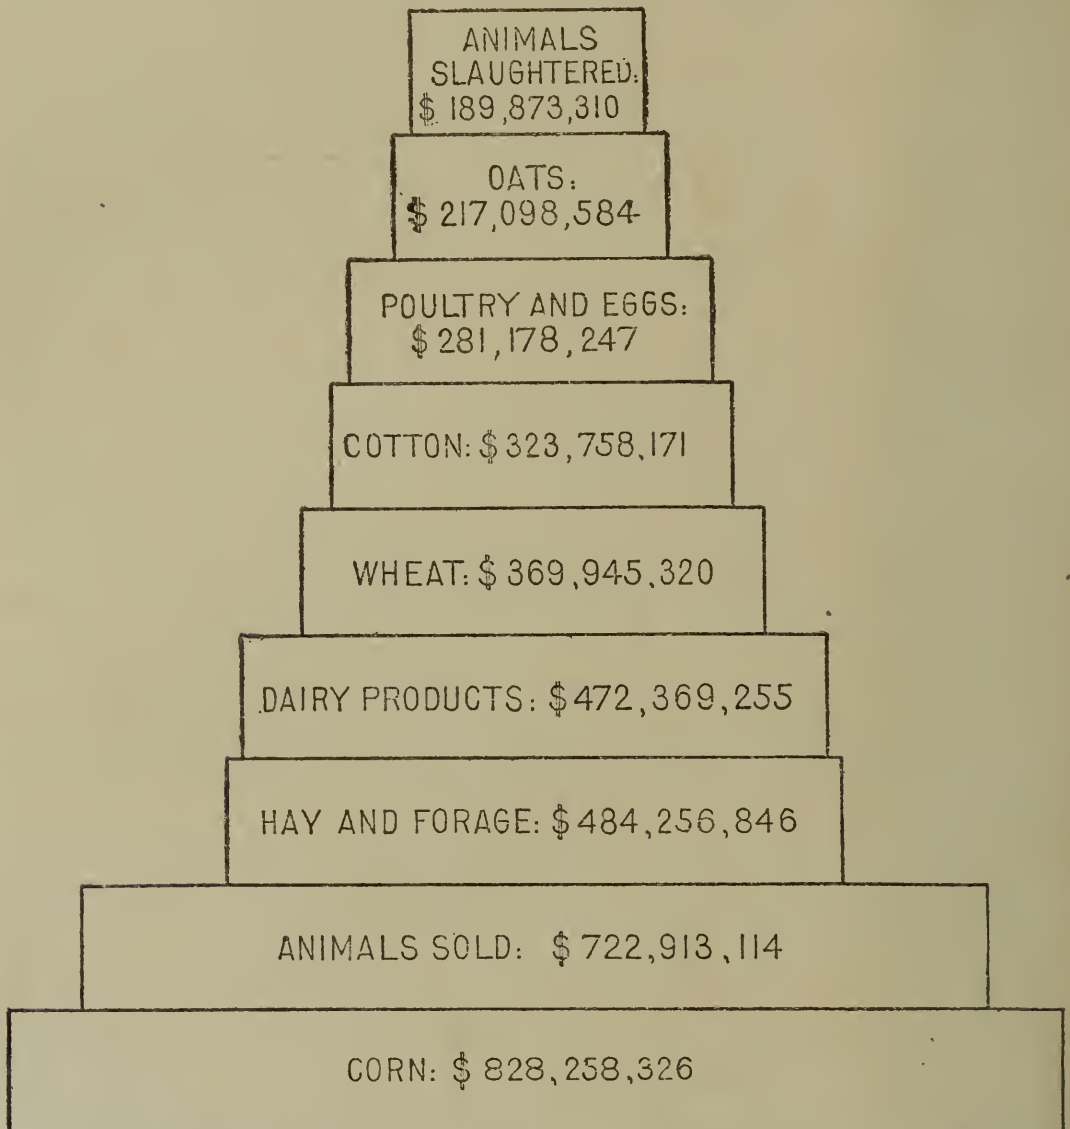 ANIMALS
SLAUGHTERED:
$ 189,873,310
OATS:
$ 217,098,584
POULTRY AND EGGS:
$ 281,178,247
COTTON: $ 323,758,171
WHEAT: $ 369,945,320
DAIRY PRODUCTS: $ 472,369,255
HAY AND FORAGE: $ 484,256,846
ANIMALS SOLD: $ 722,913,114
CORN: $ 828,258,326